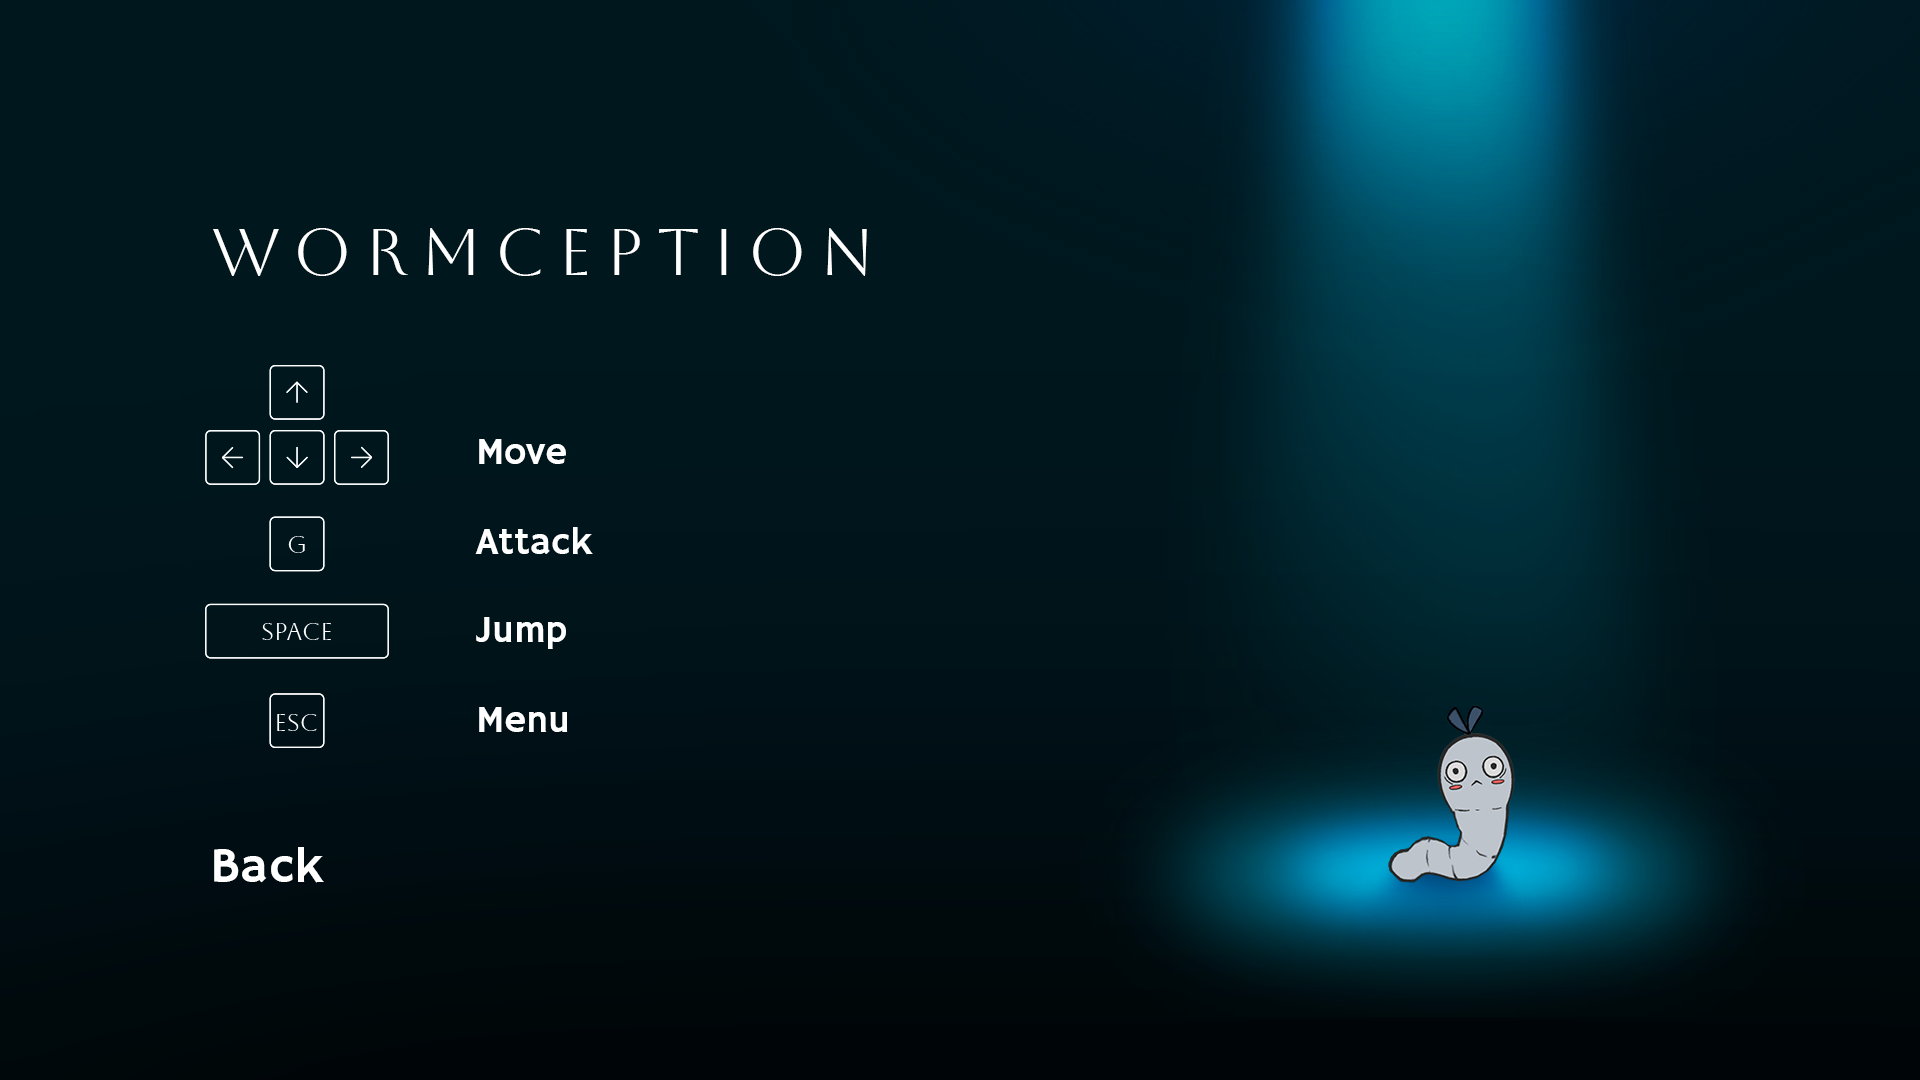 WORMCEPTION
↑
← ↓ → Move
G Attack
SPACE Jump
ESC Menu
Back